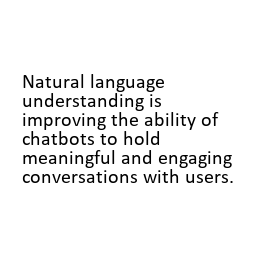 Natural language
understanding is
improving the ability of
chatbots to hold
meaningful and engaging
conversations with users.